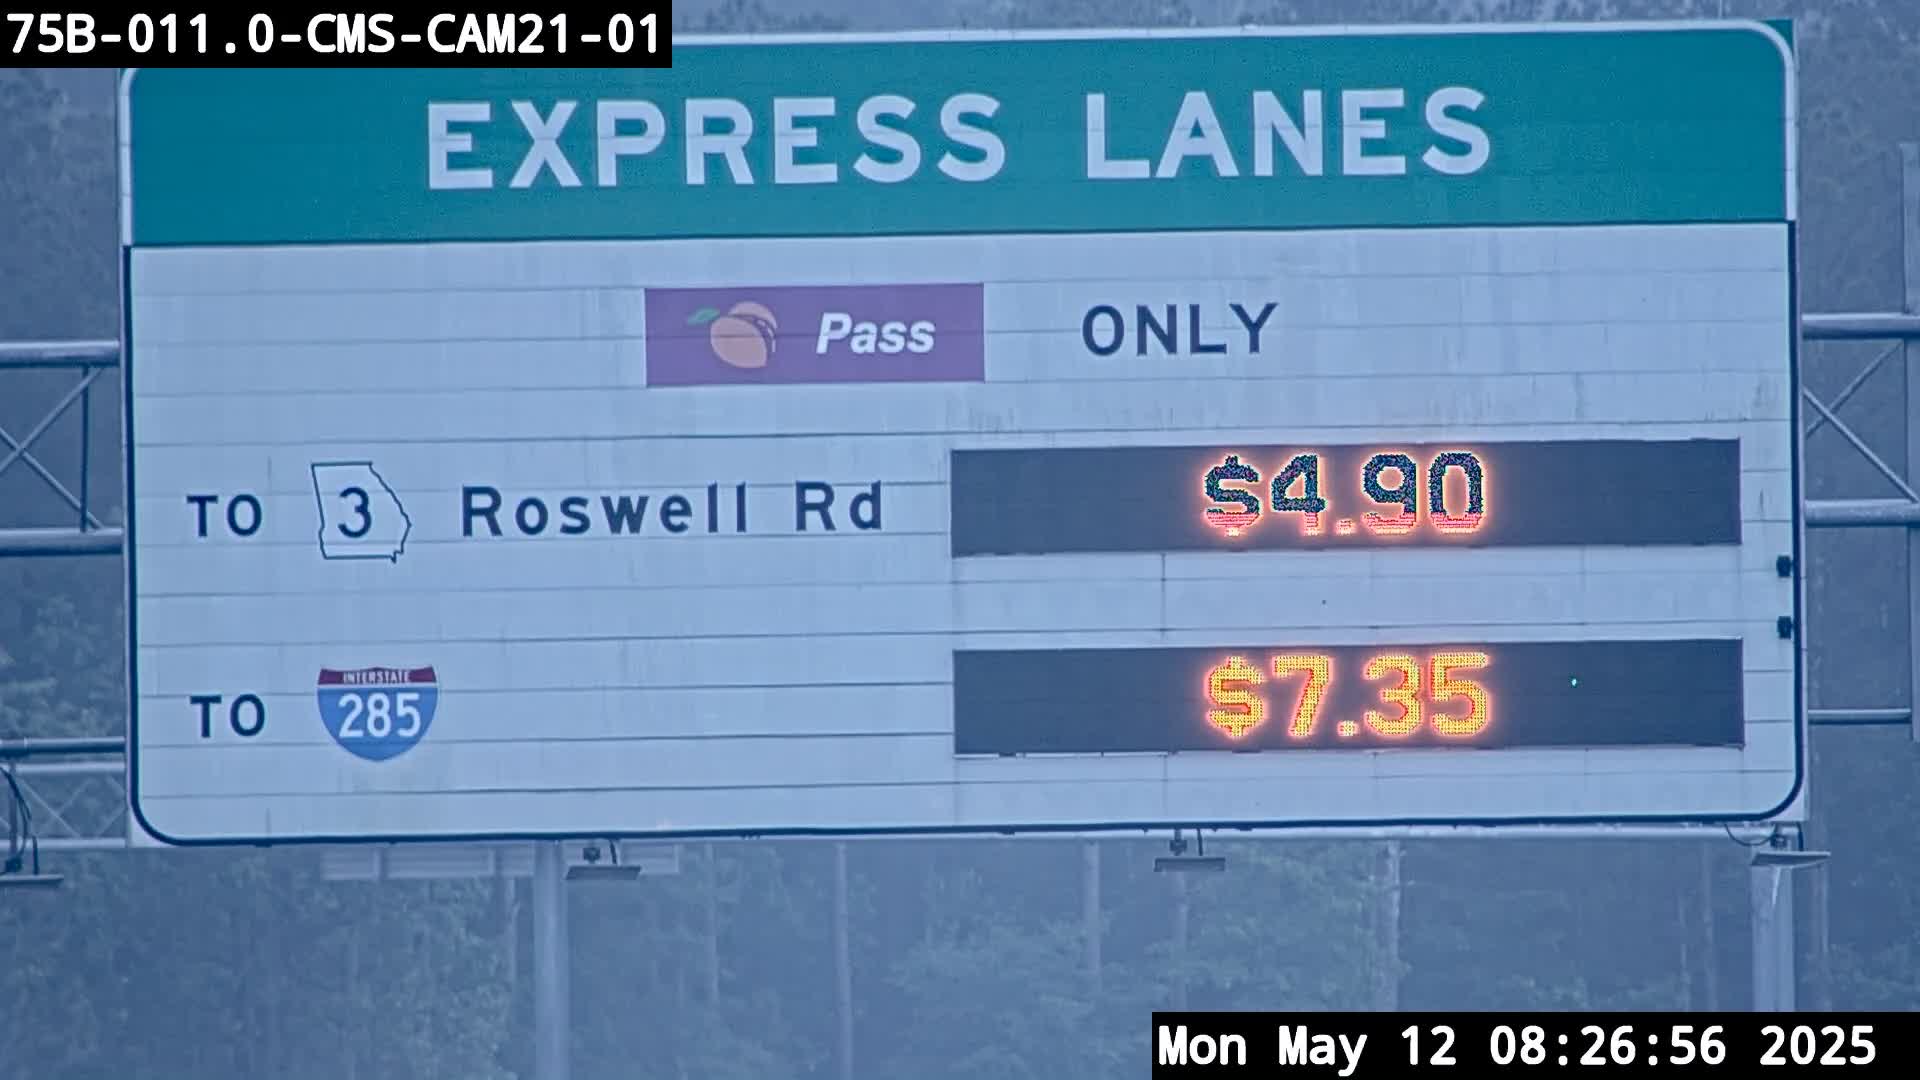 75B-011.0-CMS-CAM21-01
EXPRESS LANES
Pass ONLY
TO 3 Roswell Rd $4.90
TO INTERSTATE 285 $7.35
Mon May 12 08:26:56 2025